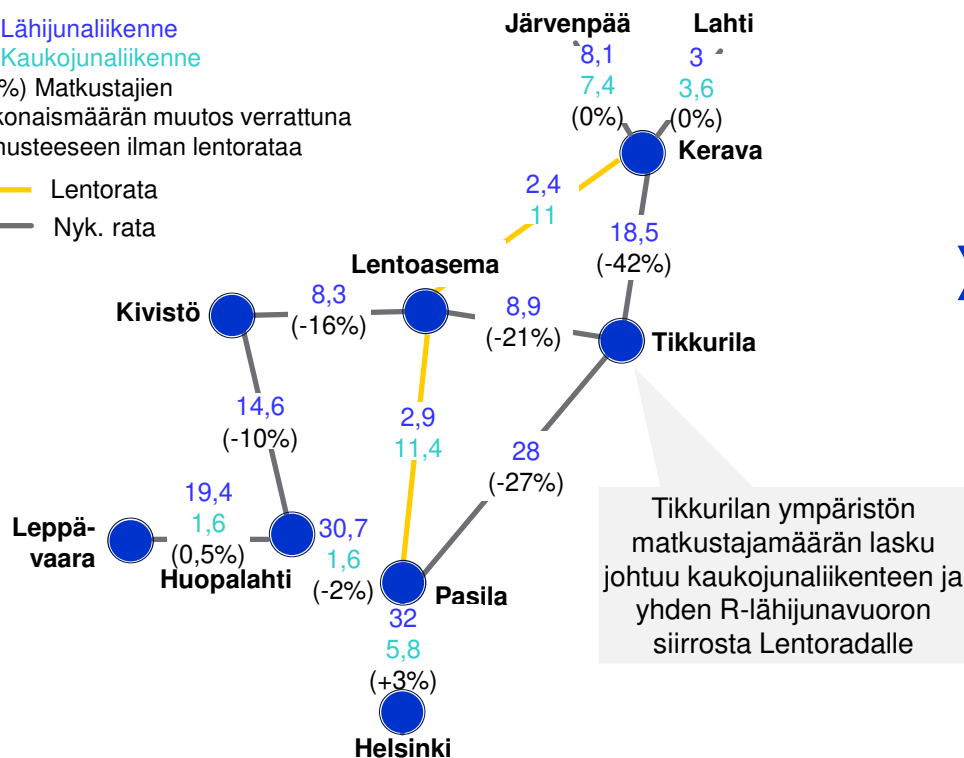 Lähijunaliikenne
Kaukojunaliikenne
%) Matkustajien
konaismäärän muutos verrattuna
nusteeseen ilman lentorataa
Lentorata
Nyk. rata
Järvenpää
Lahti
8,1
7,4
(0%)
3
3,6
(0%)
Kerava
2,4
11
18,5
(-42%)
Lentoasema
Kivistö
8,3
(-16%)
8,9
(-21%)
Tikkurila
14,6
(-10%)
2,9
11,4
28
(-27%)
19,4
1,6
(0,5%)
Leppä-
vaara
Huopalahti
30,7
1,6
(-2%)
Pasila
32
5,8
(+3%)
Helsinki
Tikkurilan ympäristön
matkustajamäärän lasku
johtuu kaukojunaliikenteen ja
yhden R-lähijunavuoron
siirrosta Lentoradalle